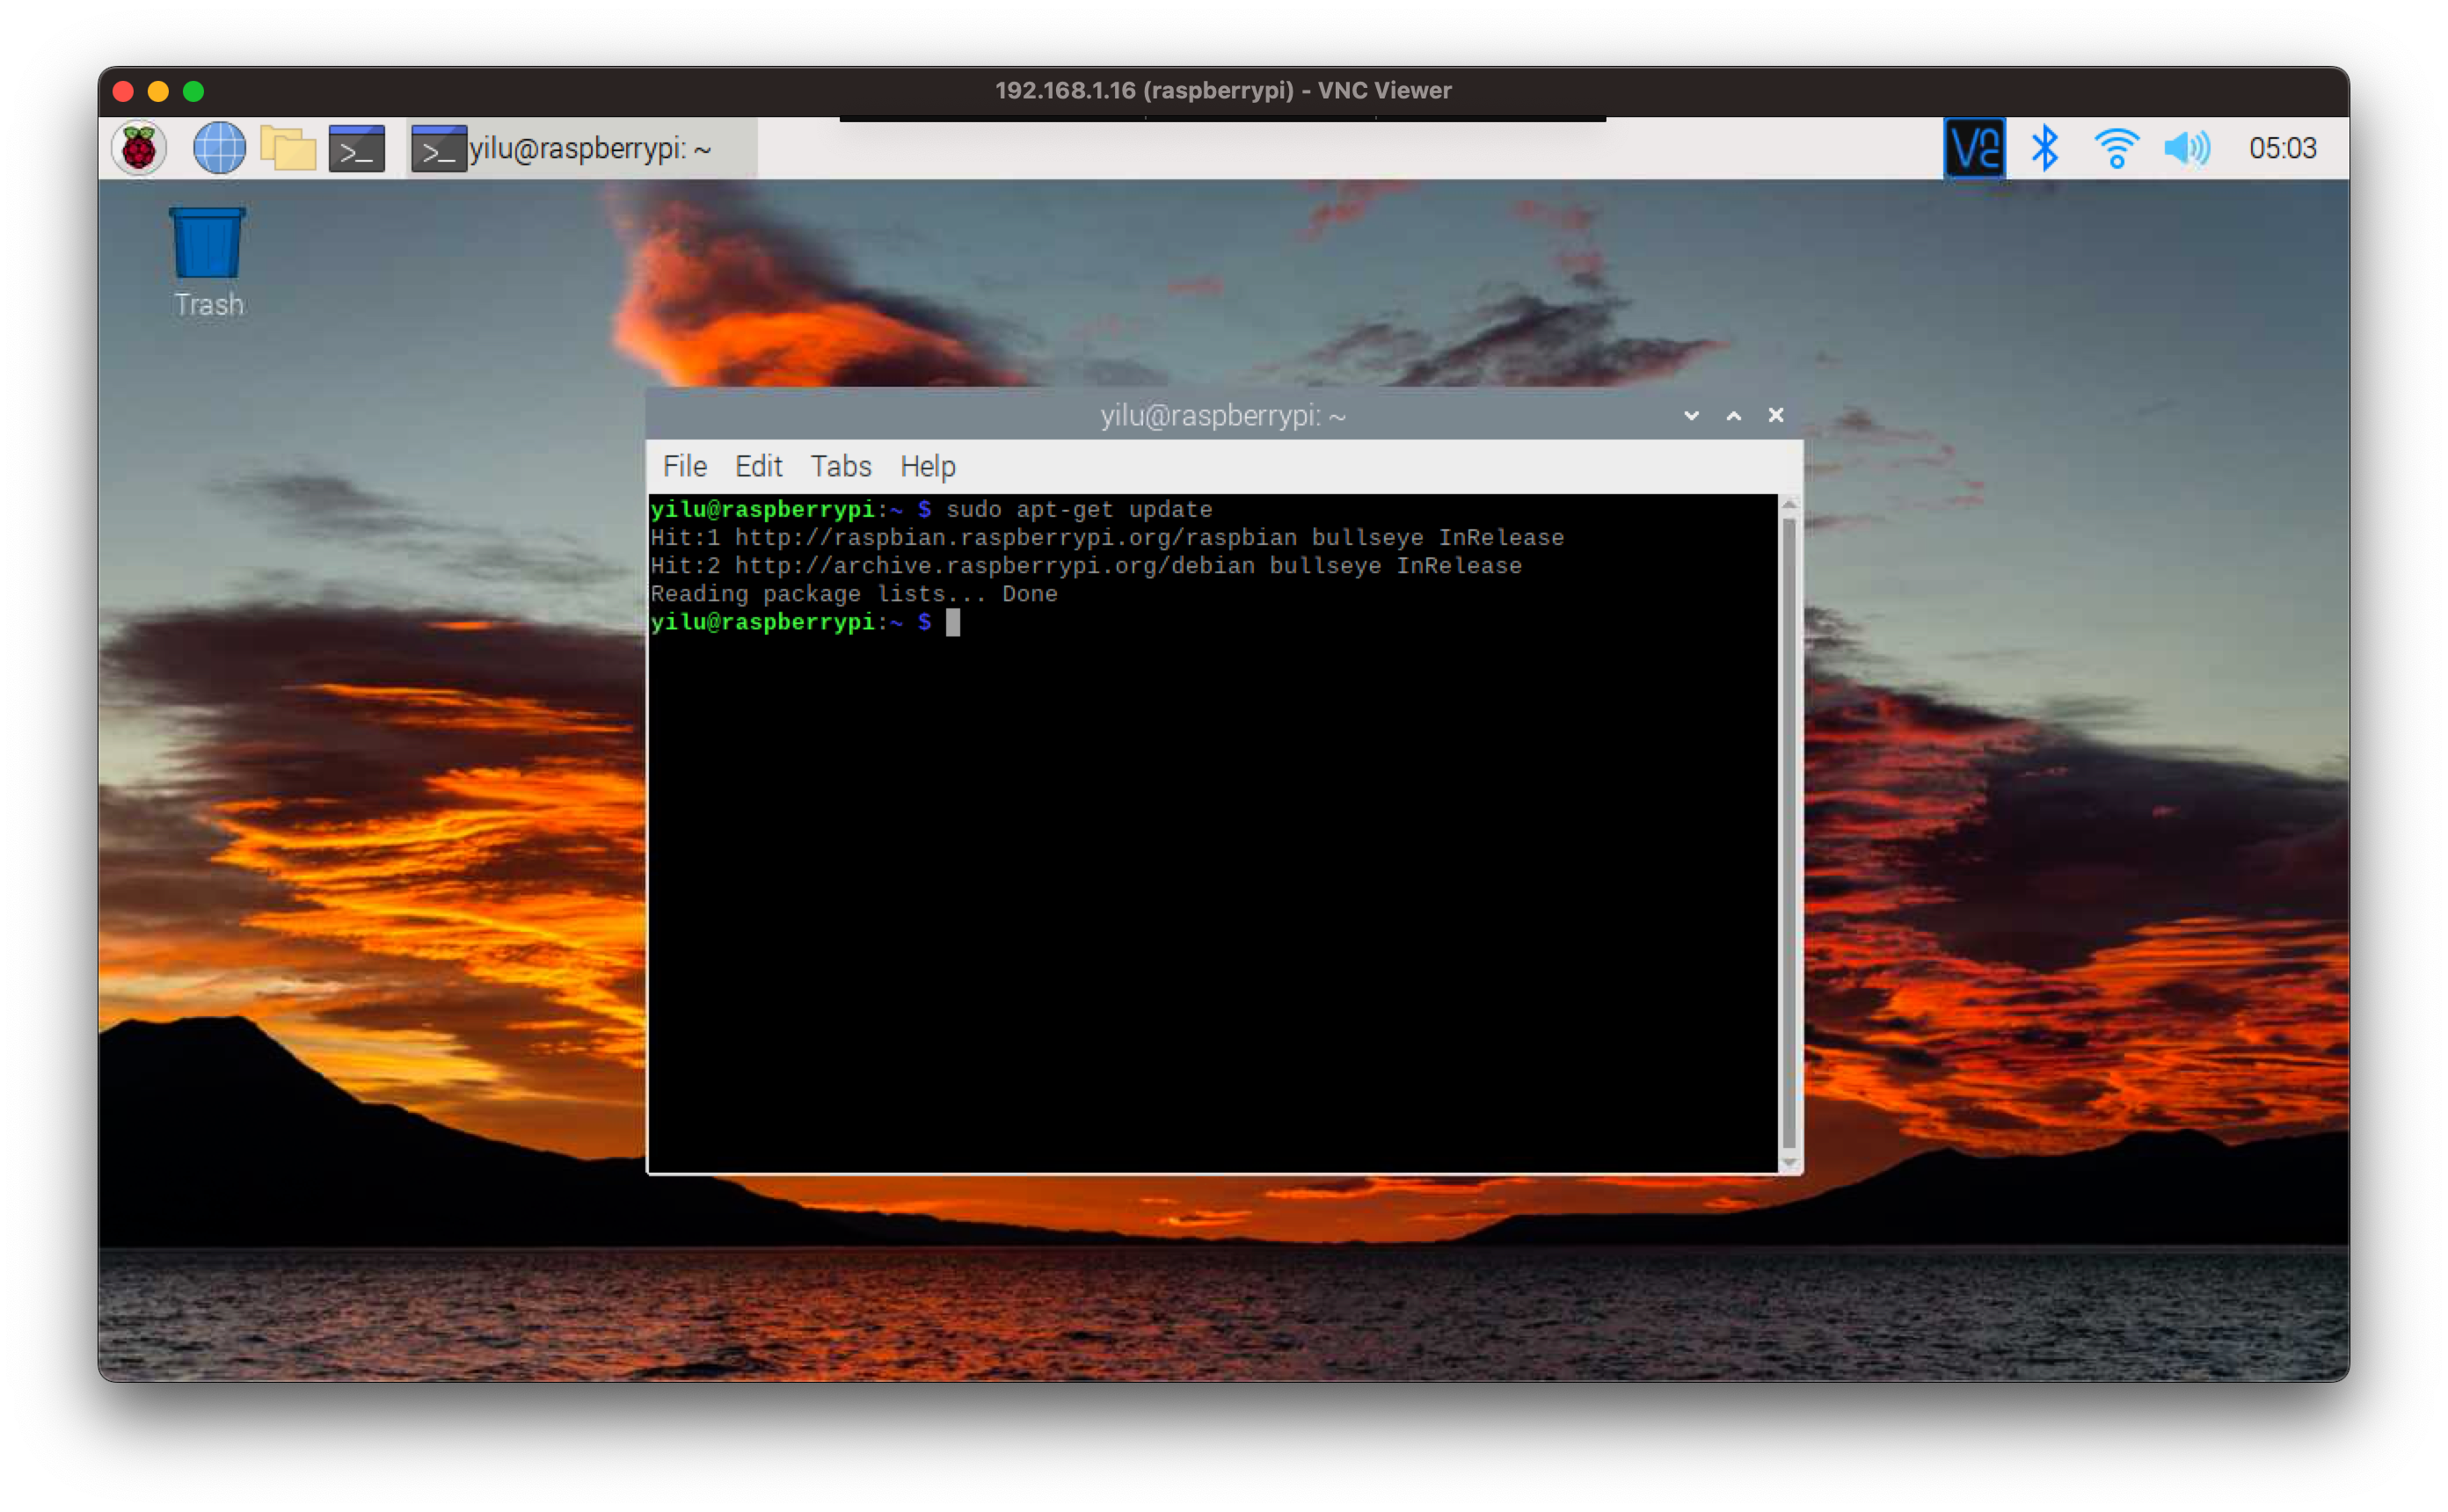 192.168.1.16 (raspberrypi) - VNC Viewer
yilu@raspberrypi: ~
05:03
Trash
yilu@raspberrypi: ~
File Edit Tabs Help
yilu@raspberrypi:~ $ sudo apt-get update
Hit:1 http://raspbian.raspberrypi.org/raspbian bullseye InRelease
Hit:2 http://archive.raspberrypi.org/debian bullseye InRelease
Reading package lists... Done
yilu@raspberrypi:~ $